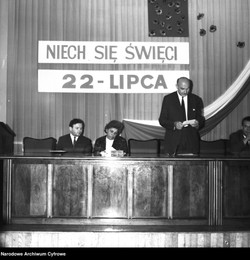 NIECH SIĘ ŚWIĘCI
22-LIPCA
Narodowe Archiwum Cyfrowe